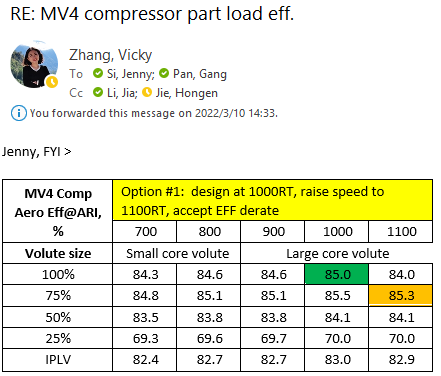 RE: MV4 compressor part load eff.
Zhang, Vicky
To Si, Jenny; Pan, Gang
Cc Li, Jia; Jie, Hongen
You forwarded this message on 2022/3/10 14:33.
Jenny, FYI >
MV4 Comp Aero Eff@ARI, % Option #1: design at 1000RT, raise speed to 1100RT, accept EFF derate
700 800 900 1000 1100
Volute size Small core volute Large core volute
100% 84.3 84.6 84.6 85.0 84.0
75% 84.8 85.1 85.1 85.5 85.3
50% 83.5 83.8 83.8 84.1 84.1
25% 69.3 69.6 69.7 70.0 70.0
IPLV 82.4 82.7 82.7 83.0 82.9